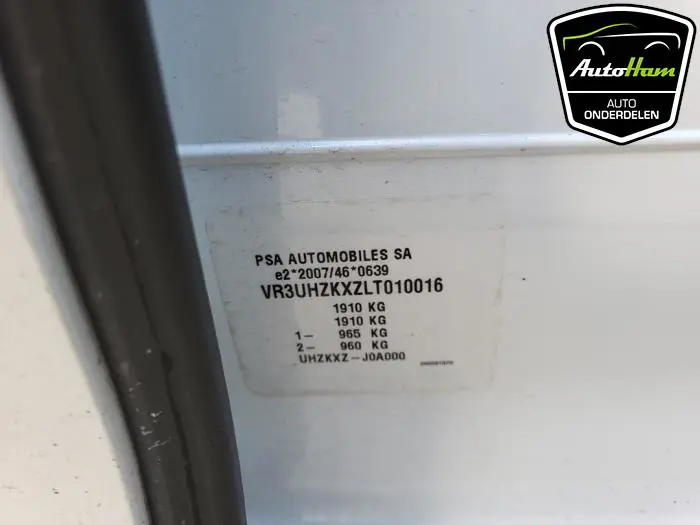 AutoHam
AUTO
ONDERDELEN
PSA AUTOMOBILES SA
e2*2007/46*0639
VR3UHZKXZLT010016
1910 KG
1910 KG
1- 965 KG
2- 960 KG
UHZKXZ-J0A000